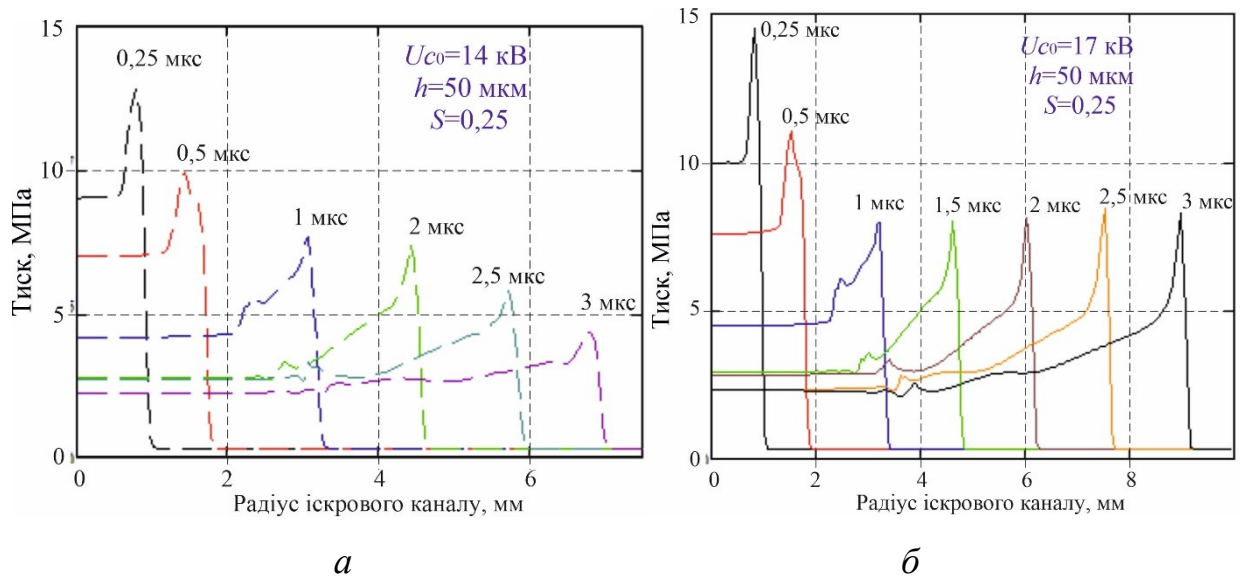 15
10
5
0
Тиск, МПа
0,25 мкс
0,5 мкс
1 мкс
2 мкс
2,5 мкс
3 мкс
Uc0=14 кВ
h=50 мкм
S=0,25
0
2
4
6
Радіус іскрового каналу, мм
а
15
10
5
0
Тиск, МПа
0,25 мкс
0,5 мкс
1 мкс
1,5 мкс
2 мкс
2,5 мкс
3 мкс
Uc0=17 кВ
h=50 мкм
S=0,25
0
2
4
6
8
Радіус іскрового каналу, мм
б